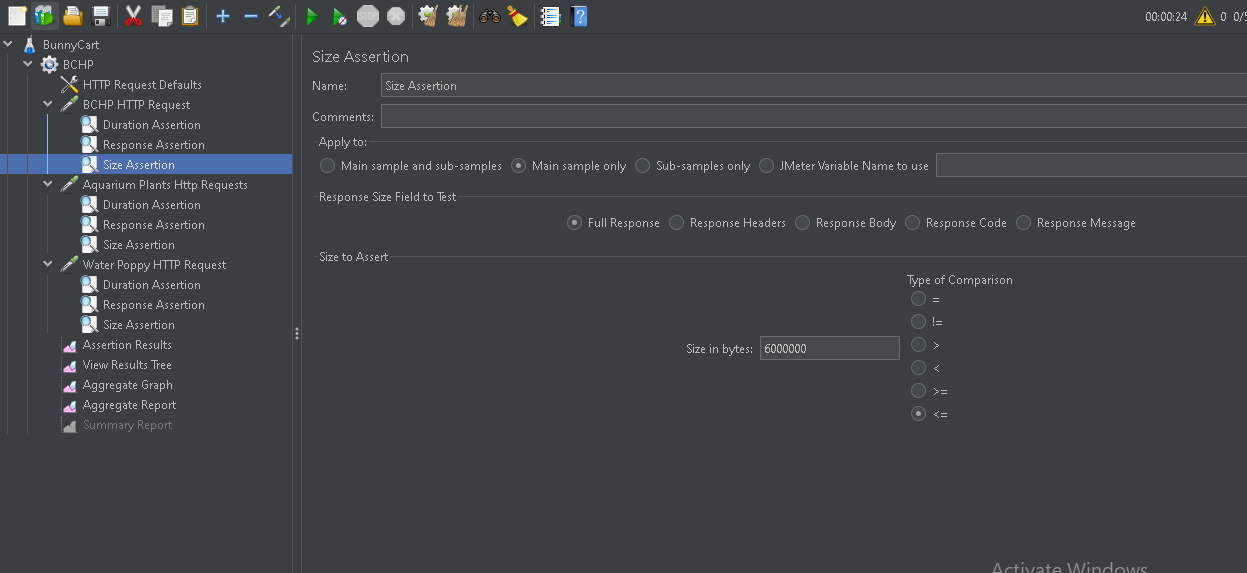 00:00:24 0 0/5
BunnyCart
BCHP
HTTP Request Defaults
BCHP HTTP Request
Duration Assertion
Response Assertion
Size Assertion
Aquarium Plants Http Requests
Duration Assertion
Response Assertion
Size Assertion
Water Poppy HTTP Request
Duration Assertion
Response Assertion
Size Assertion
Assertion Results
View Results Tree
Aggregate Graph
Aggregate Report
Summary Report
Size Assertion
Name: Size Assertion
Comments:
Apply to:
Main sample and sub-samples Main sample only Sub-samples only JMeter Variable Name to use
Response Size Field to Test
Full Response Response Headers Response Body Response Code Response Message
Size to Assert
Type of Comparison
=
!=
>
Size in bytes: 6000000
<
>=
<=
Activate Windows